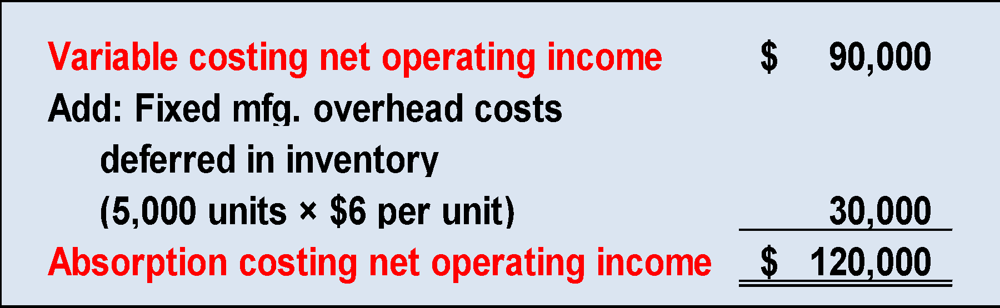 Variable costing net operating income $ 90,000
Add: Fixed mfg. overhead costs
deferred in inventory
(5,000 units × $6 per unit) 30,000
Absorption costing net operating income $ 120,000